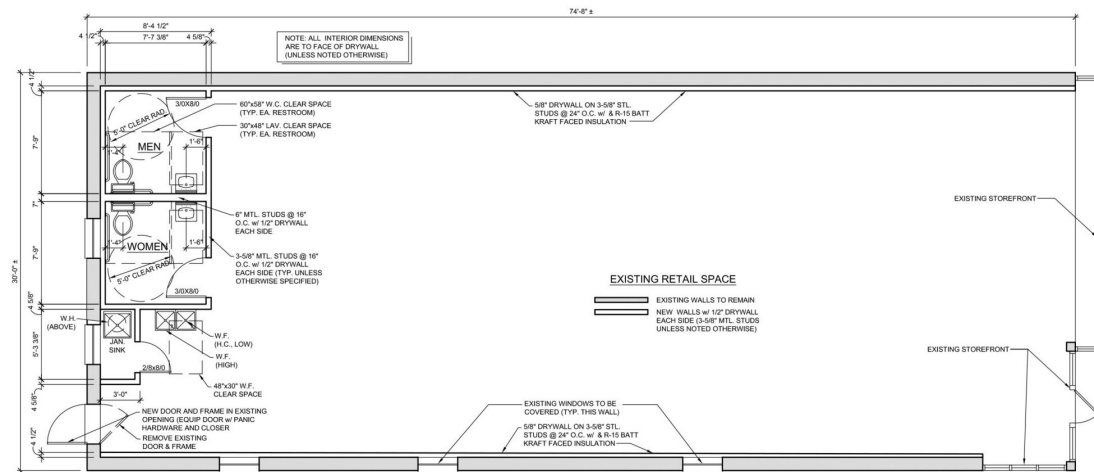 74'-8" ±
8'-4 1/2"
4 1/2"
7'-7 3/8"
4 5/8"
NOTE: ALL INTERIOR DIMENSIONS
ARE TO FACE OF DRYWALL
(UNLESS NOTED OTHERWISE)
4 1/2"
3/0X8/0
60"x58" W.C. CLEAR SPACE
(TYP. EA. RESTROOM)
30"x48" LAV. CLEAR SPACE
(TYP. EA. RESTROOM)
5/8" DRYWALL ON 3-5/8" STL.
STUDS @ 24" O.C. w/ & R-15 BATT
KRAFT FACED INSULATION
5'-0" CLEAR RAD.
MEN
7'-9"
1'-4"
1'-6"
7"
6" MTL. STUDS @ 16"
O.C. w/ 1/2" DRYWALL
EACH SIDE
EXISTING STOREFRONT
30'-0" ±
7'-9"
1'-4"
1'-6"
WOMEN
5'-0" CLEAR RAD.
3-5/8" MTL. STUDS @ 16"
O.C. w/ 1/2" DRYWALL
EACH SIDE (TYP. UNLESS
OTHERWISE SPECIFIED)
3/0X8/0
EXISTING RETAIL SPACE
EXISTING WALLS TO REMAIN
NEW WALLS w/ 1/2" DRYWALL
EACH SIDE (3-5/8" MTL. STUDS
UNLESS NOTED OTHERWISE)
4 5/8"
W.H.
(ABOVE)
JAN.
SINK
W.F.
(H.C., LOW)
W.F.
(HIGH)
5'-3 3/8"
2/8x8/0
48"x30" W.F.
CLEAR SPACE
EXISTING STOREFRONT
3'-0"
4 5/8"
NEW DOOR AND FRAME IN EXISTING
OPENING (EQUIP DOOR w/ PANIC
HARDWARE AND CLOSER
REMOVE EXISTING
DOOR & FRAME
EXISTING WINDOWS TO BE
COVERED (TYP. THIS WALL)
5/8" DRYWALL ON 3-5/8" STL.
STUDS @ 24" O.C. w/ & R-15 BATT
KRAFT FACED INSULATION
4 1/2"